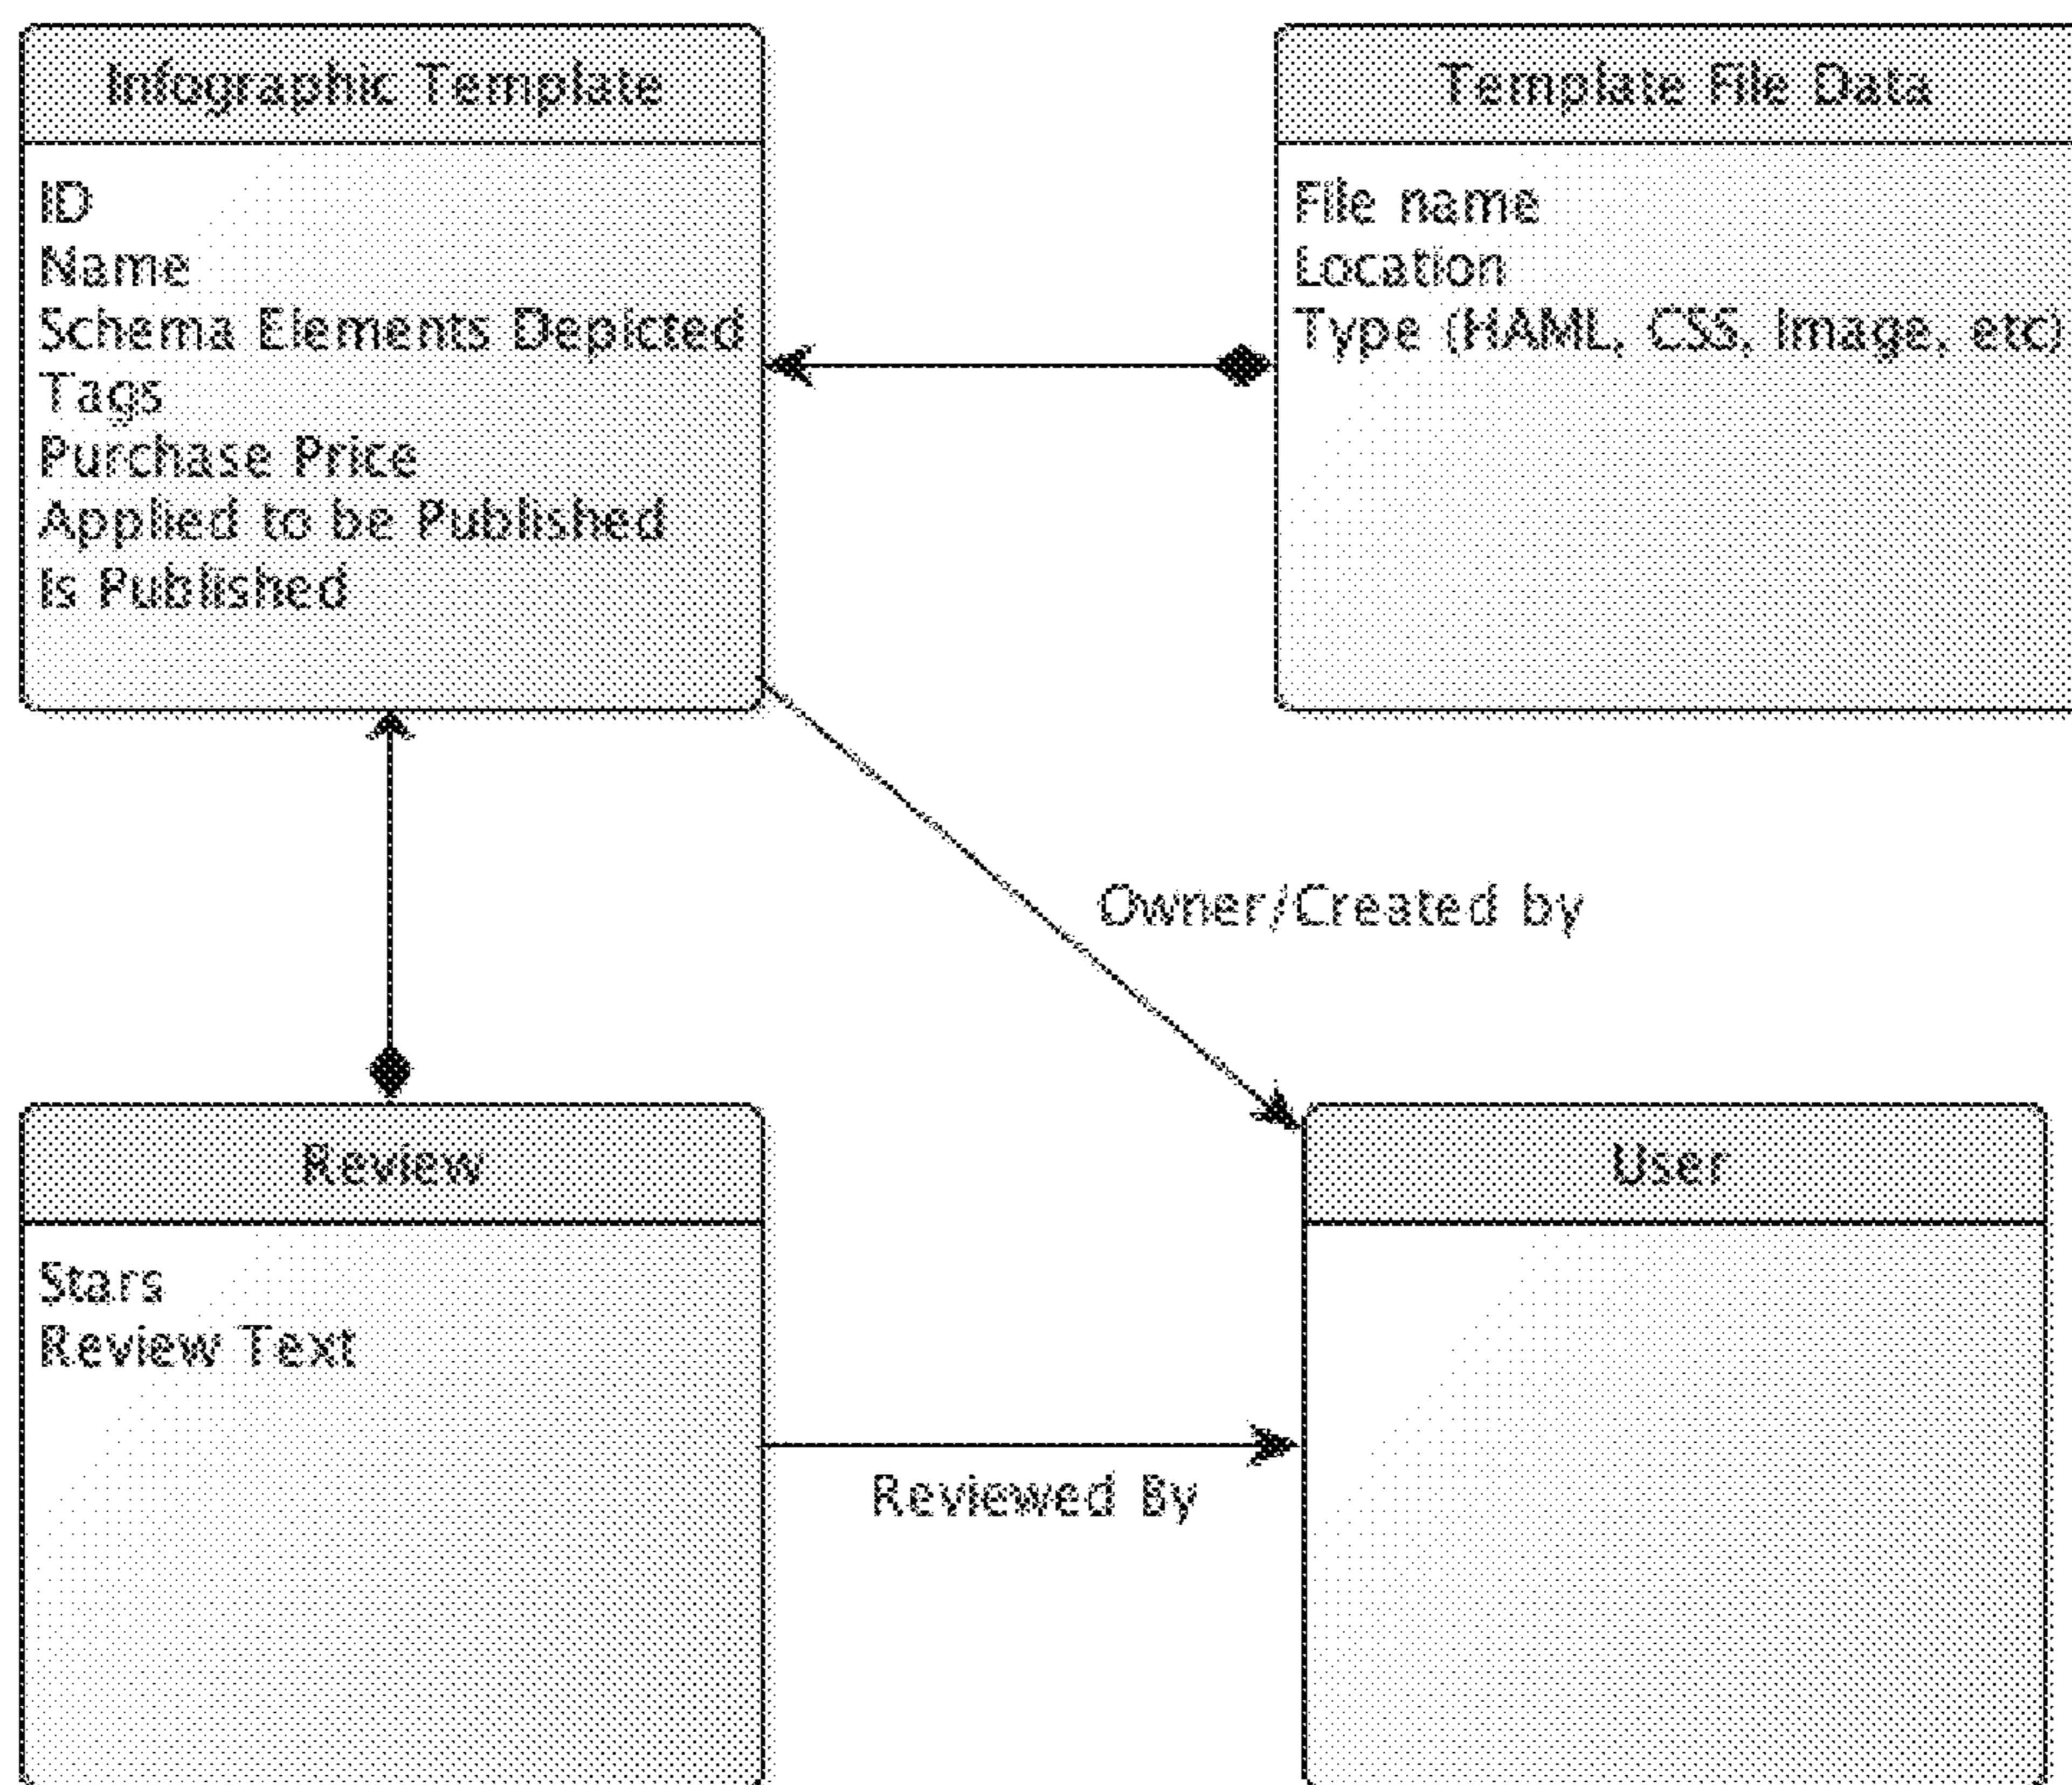 Infographic Template
ID
Name
Schema Elements Depicted
Tags
Purchase Price
Applied to be Published
Is Published
Template File Data
File name
Location
Type (HAML, CSS, Image, etc)
Owner/Created by
Review
Stars
Review Text
Reviewed By
User